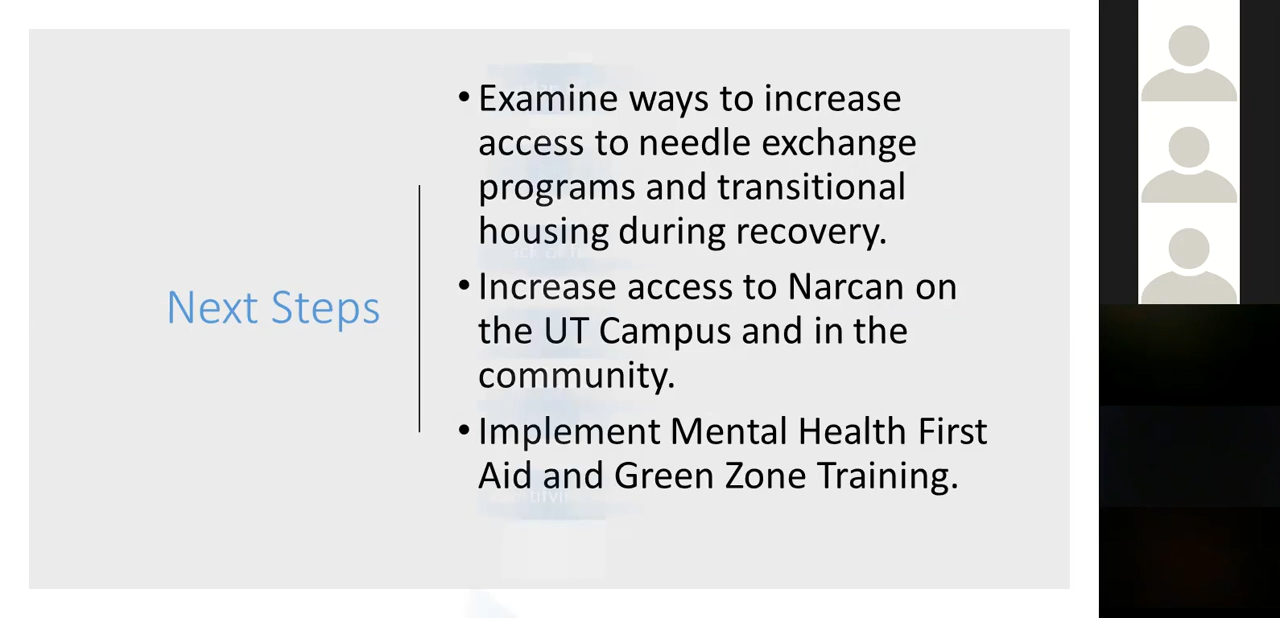 Next Steps
• Examine ways to increase
access to needle exchange
programs and transitional
housing during recovery.
• Increase access to Narcan on
the UT Campus and in the
community.
• Implement Mental Health First
Aid and Green Zone Training.